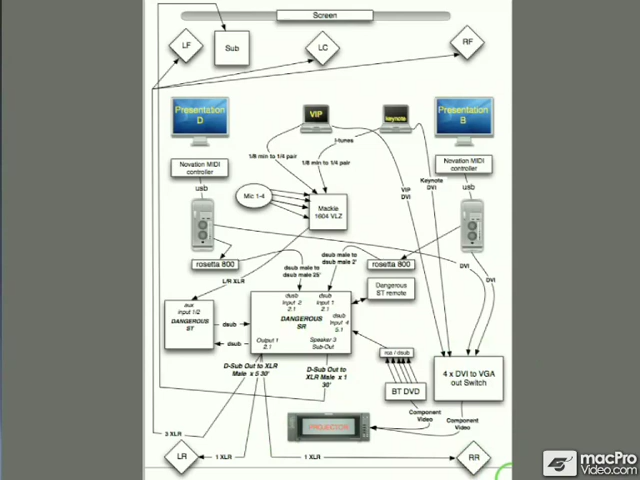 Screen
LF
Sub
LC
RF
Presentation
D
VIP
keynote
Presentation
B
i-tunes
1/8 min to 1/4 pair
1/8 min to 1/4 pair
Novation MIDI
controller
Novation MIDI
controller
usb
usb
Keynote
DVI
VIP
DVI
Mic 1-4
Mackie
1604 VLZ
rosetta 800
rosetta 800
dsub male to
dsub male 25'
dsub male to
dsub male 2'
DVI
DVI
L/R XLR
Dangerous
ST remote
aux
input 1/2
DANGEROUS
ST
dsub
dsub
dsub
Input 2
2.1
dsub
input 1
2.1
DANGEROUS
SR
dsub
Input 4
5.1
Output 1
2.1
Speaker 3
Sub-Out
D-Sub Out to XLR
Male x 5 30'
D-Sub Out to
XLR Male x 1
30'
rca / dsub
BT DVD
4 x DVI to VGA
out Switch
Component
Video
Component
Video
PROJECTOR
3 XLR
LR
1 XLR
1 XLR
RR
macPro
Video.com